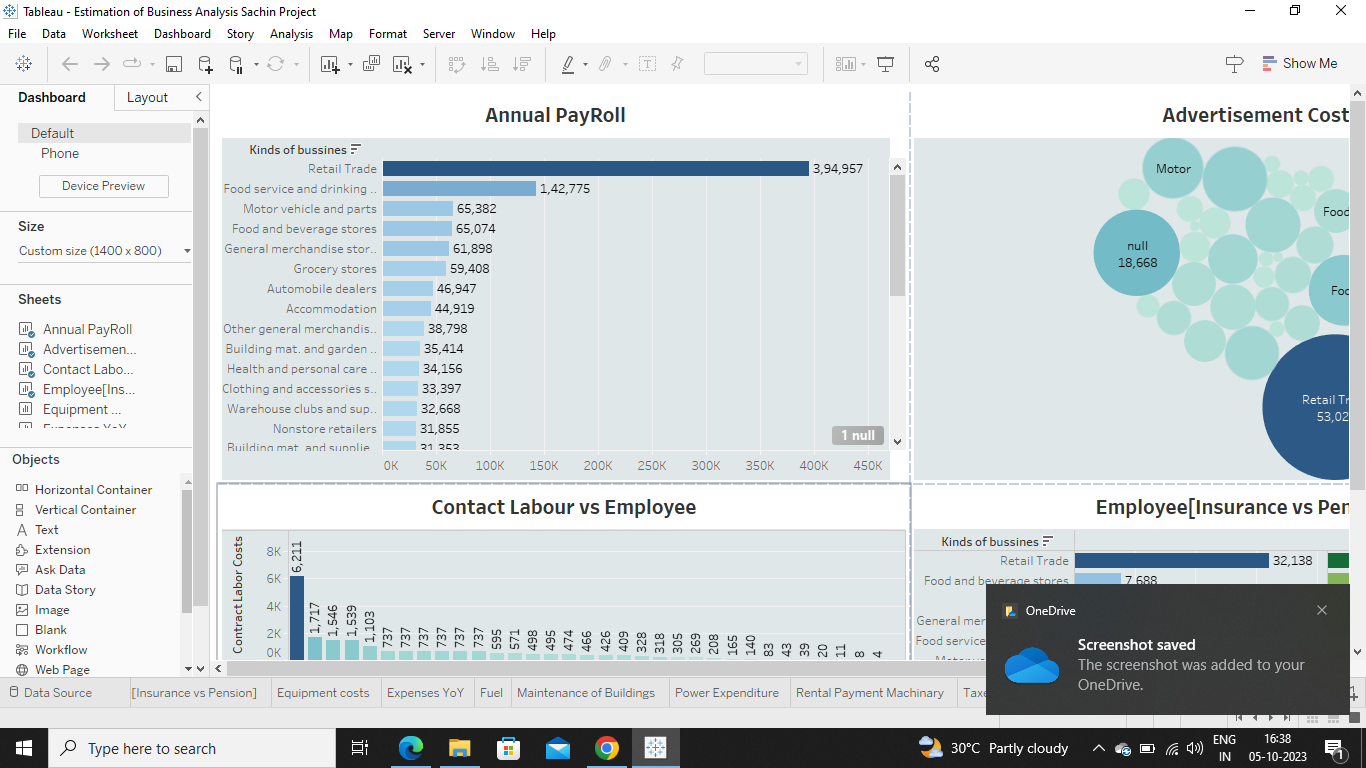 Tableau - Estimation of Business Analysis Sachin Project
File Data Worksheet Dashboard Story Analysis Map Format Server Window Help
Show Me
Dashboard Layout
Default
Phone
Device Preview
Size
Custom size (1400 x 800)
Sheets
Annual PayRoll
Advertisemen...
Contact Labo...
Employee[Ins...
Equipment ...
Expenses YoY
Objects
Horizontal Container
Vertical Container
Text
Extension
Ask Data
Data Story
Image
Blank
Workflow
Web Page
Annual PayRoll
Kinds of bussines
Retail Trade 3,94,957
Food service and drinking .. 1,42,775
Motor vehicle and parts 65,382
Food and beverage stores 65,074
General merchandise stor.. 61,898
Grocery stores 59,408
Automobile dealers 46,947
Accommodation 44,919
Other general merchandis.. 38,798
Building mat. and garden .. 35,414
Health and personal care .. 34,156
Clothing and accessories s.. 33,397
Warehouse clubs and sup.. 32,668
Nonstore retailers 31,855
Building mat. and supplie.. 31,353
1 null
0K 50K 100K 150K 200K 250K 300K 350K 400K 450K
Advertisement Cost
Motor
Food
null
18,668
Foo
Retail Tr
53,02
Contact Labour vs Employee
Contract Labor Costs
8K
6K
4K
2K
0K
6,211 1,717 1,546 1,539 1,103 737 737 737 737 737 737 595 571 498 495 474 466 426 409 328 318 305 269 208 165 140 83 43 39 20 11 8 4
Employee[Insurance vs Pen
Kinds of bussines
Retail Trade 32,138
Food and beverage stores 7,688
General mer
Food service
OneDrive
Screenshot saved
The screenshot was added to your
OneDrive.
Data Source [Insurance vs Pension] Equipment costs Expenses YoY Fuel Maintenance of Buildings Power Expenditure Rental Payment Machinary Taxe
Type here to search
30°C Partly cloudy
ENG
IN
16:38
05-10-2023
1